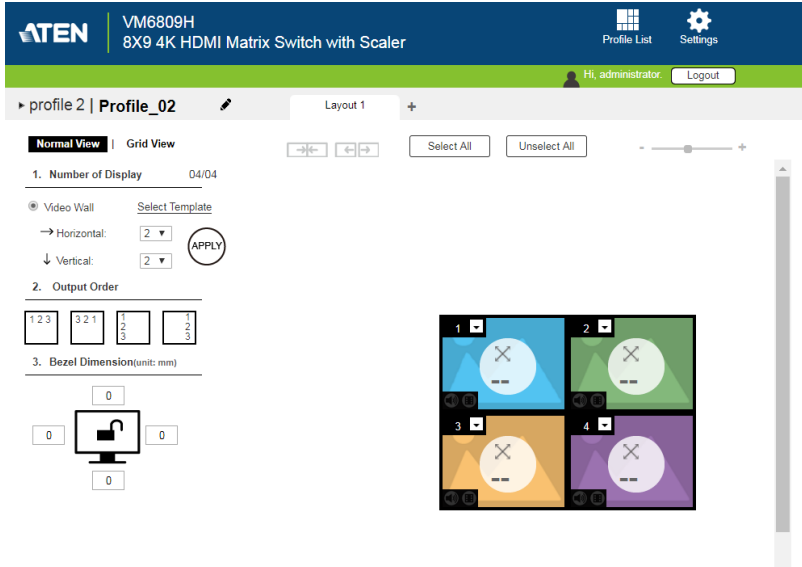 ATEN
VM6809H
8X9 4K HDMI Matrix Switch with Scaler
Profile List
Settings
Hi, administrator.
Logout
profile 2 | Profile_02
Layout 1
+
Normal View | Grid View
Select All
Unselect All
- +
1. Number of Display 04/04
Video Wall
Select Template
Horizontal: 2
APPLY
Vertical: 2
2. Output Order
1 2 3
3 2 1
1
2
3
1
2
3
3. Bezel Dimension(unit: mm)
0
0
0
0
1
--
2
--
3
--
4
--